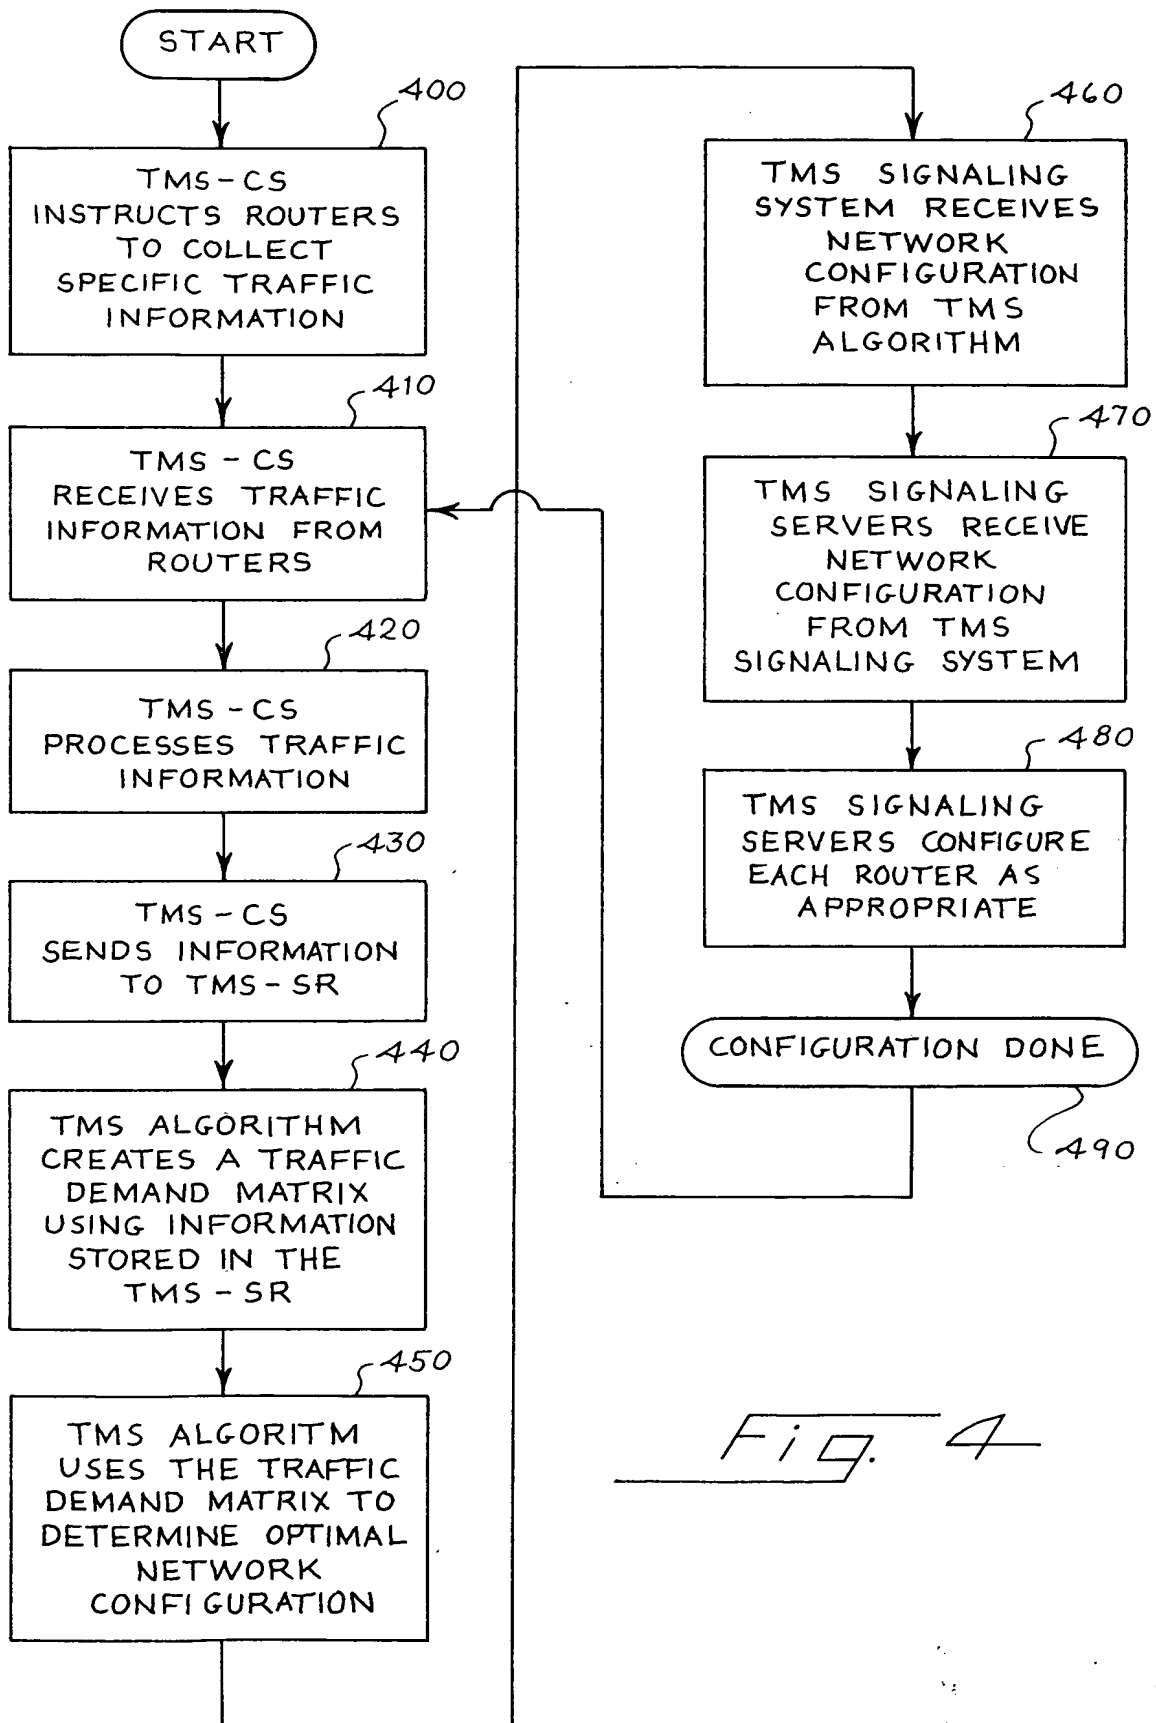 START
400
TMS-CS
INSTRUCTS ROUTERS
TO COLLECT
SPECIFIC TRAFFIC
INFORMATION
410
TMS-CS
RECEIVES TRAFFIC
INFORMATION FROM
ROUTERS
420
TMS-CS
PROCESSES TRAFFIC
INFORMATION
430
TMS-CS
SENDS INFORMATION
TO TMS-SR
440
TMS ALGORITHM
CREATES A TRAFFIC
DEMAND MATRIX
USING INFORMATION
STORED IN THE
TMS-SR
450
TMS ALGORITM
USES THE TRAFFIC
DEMAND MATRIX TO
DETERMINE OPTIMAL
NETWORK
CONFIGURATION
460
TMS SIGNALING
SYSTEM RECEIVES
NETWORK
CONFIGURATION
FROM TMS
ALGORITHM
470
TMS SIGNALING
SERVERS RECEIVE
NETWORK
CONFIGURATION
FROM TMS
SIGNALING SYSTEM
480
TMS SIGNALING
SERVERS CONFIGURE
EACH ROUTER AS
APPROPRIATE
CONFIGURATION DONE
490
Fig. 4